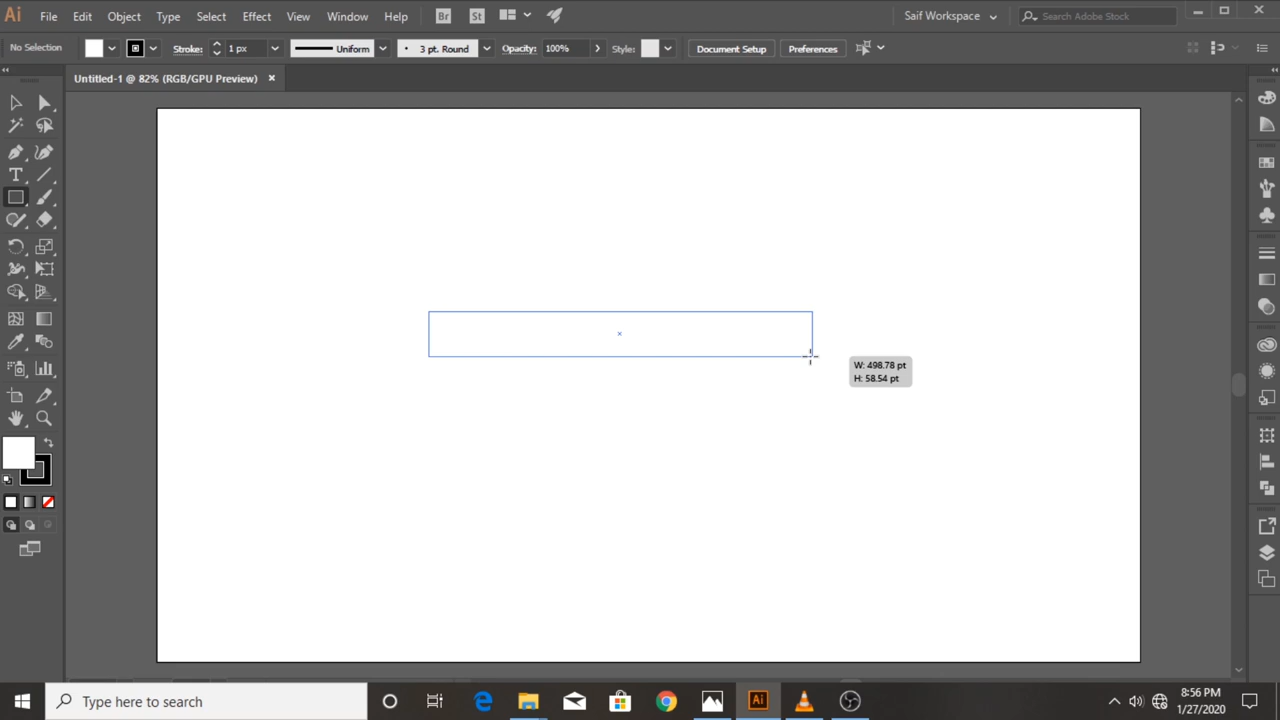 Ai File Edit Object Type Select Effect View Window Help Br St Saif Workspace Search Adobe Stock
No Selection Stroke: 1 px Uniform 3 pt. Round Opacity: 100% Style: Document Setup Preferences
Untitled-1 @ 82% (RGB/GPU Preview)
T
W: 498.78 pt
H: 58.54 pt
Type here to search Ai 8:56 PM
1/27/2020